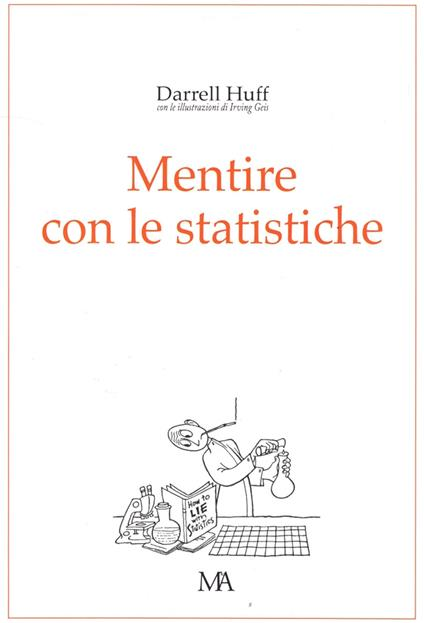 Darrell Huff
con le illustrazioni di Irving Geis
Mentire
con le statistiche
HOW TO
LIE
with
STATISTICS
MA